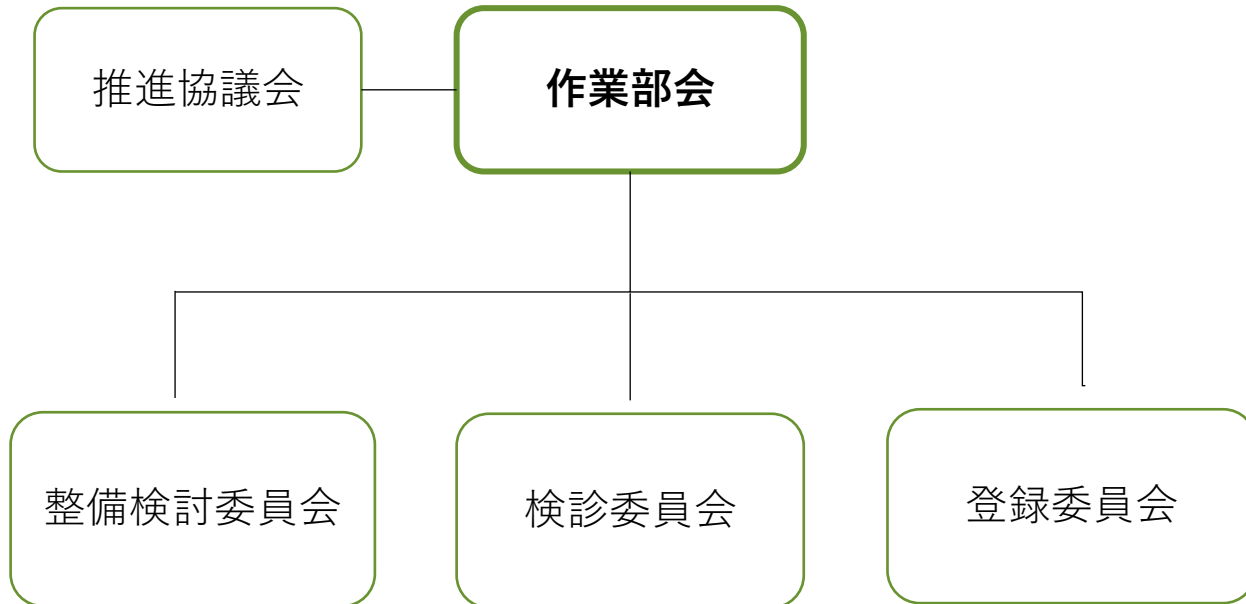 推進協議会
作業部会
整備検討委員会
検診委員会
登録委員会